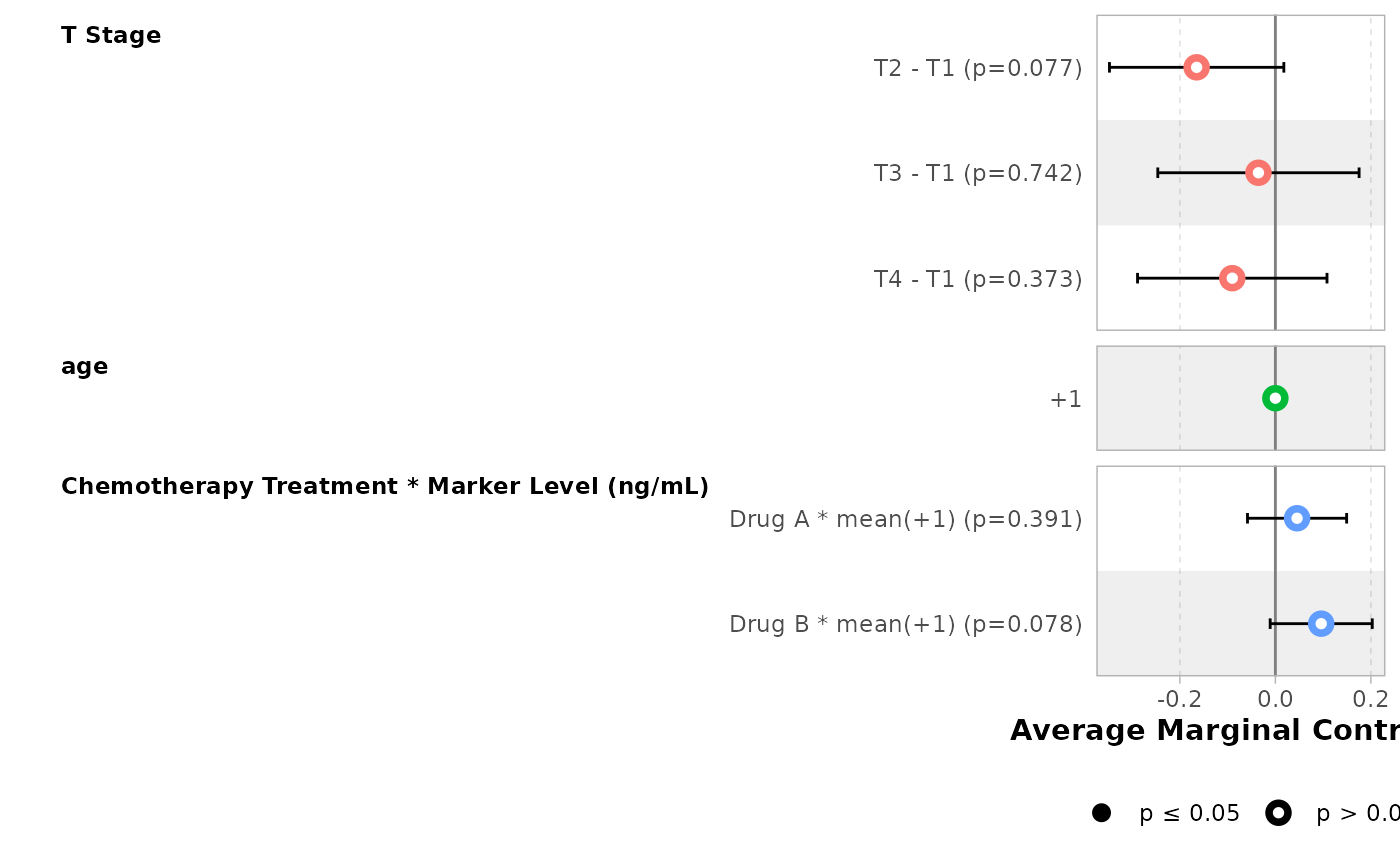 T Stage
T2 - T1 (p=0.077)
T3 - T1 (p=0.742)
T4 - T1 (p=0.373)
age
+1
Chemotherapy Treatment * Marker Level (ng/mL)
Drug A * mean(+1) (p=0.391)
Drug B * mean(+1) (p=0.078)
-0.2 0.0 0.2
Average Marginal Contr
p ≤ 0.05 p > 0.0